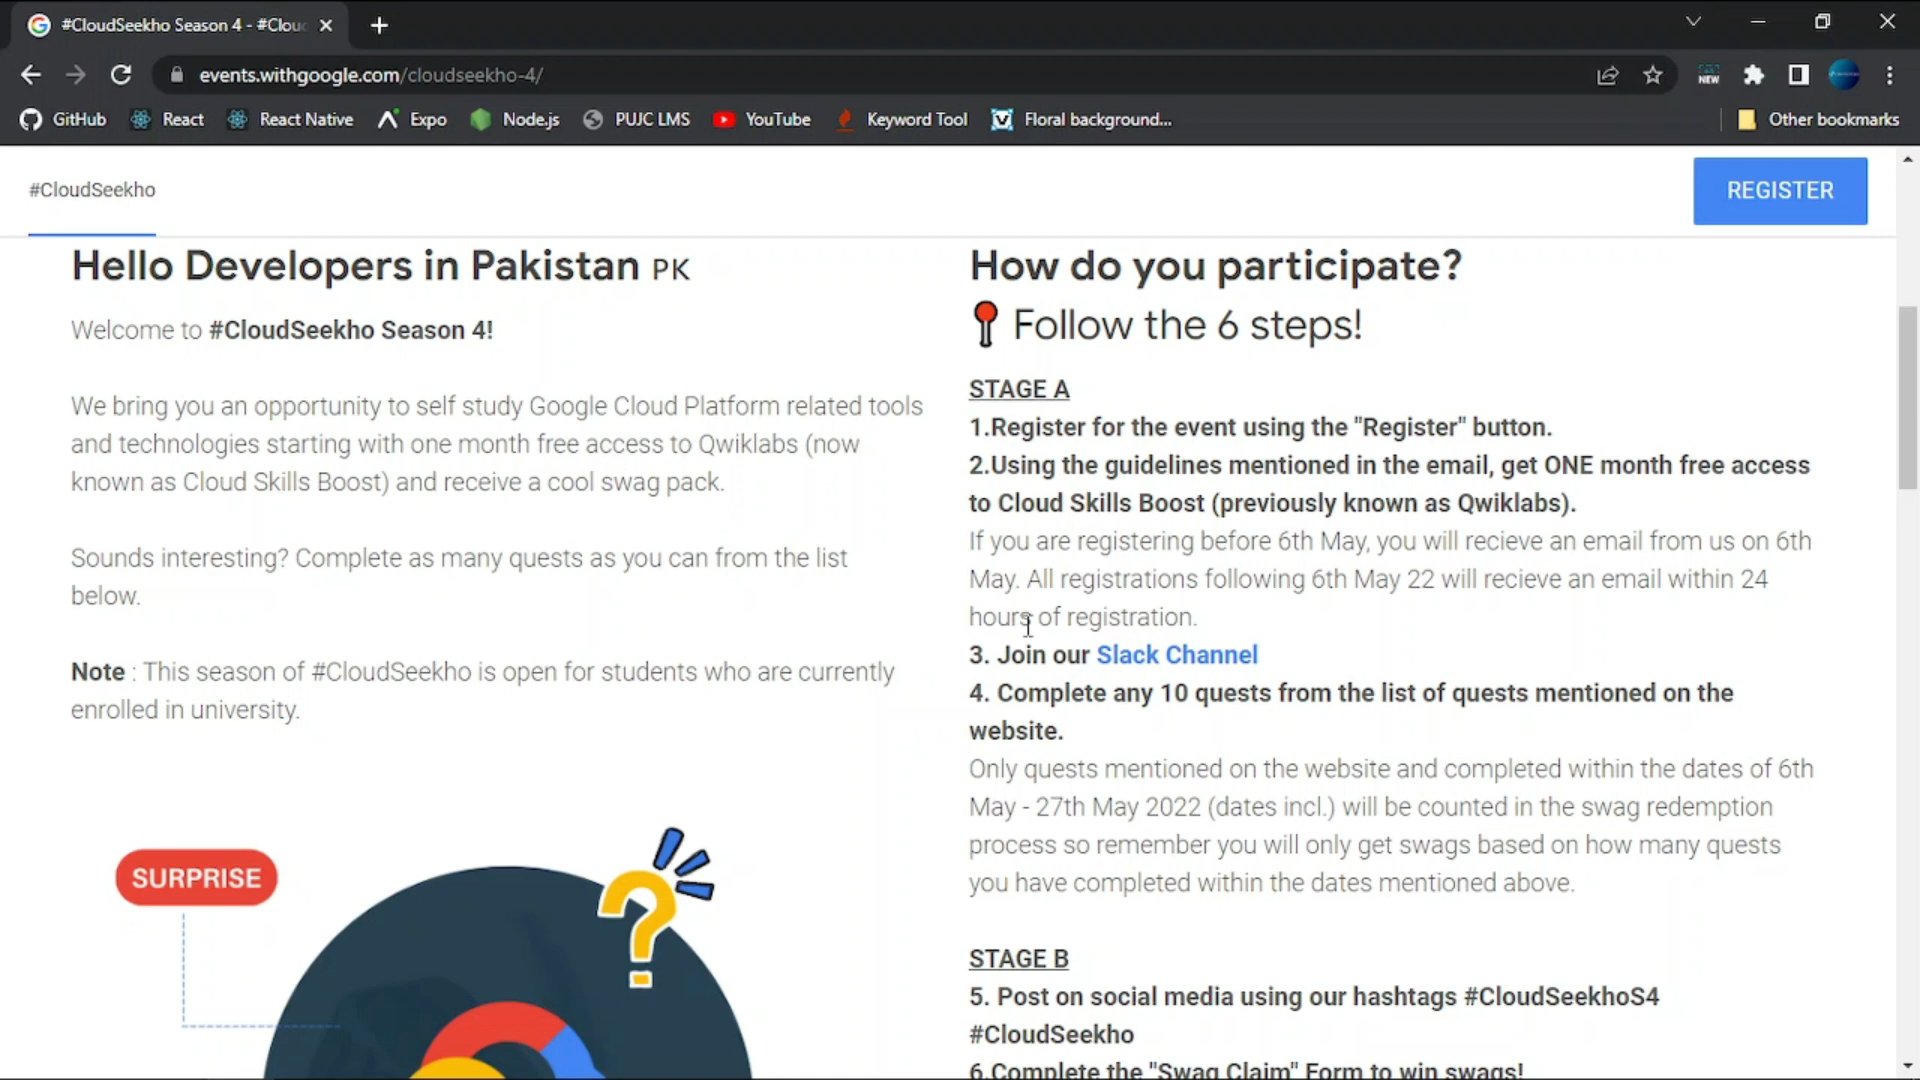 #CloudSeekho Season 4 - #Clou
events.withgoogle.com/cloudseekho-4/
NEW
GitHub React React Native Expo Node.js PUJC LMS YouTube Keyword Tool Floral background... Other bookmarks
#CloudSeekho
REGISTER
Hello Developers in Pakistan PK
Welcome to #CloudSeekho Season 4!
We bring you an opportunity to self study Google Cloud Platform related tools
and technologies starting with one month free access to Qwiklabs (now
known as Cloud Skills Boost) and receive a cool swag pack.
Sounds interesting? Complete as many quests as you can from the list
below.
Note : This season of #CloudSeekho is open for students who are currently
enrolled in university.
SURPRISE
?
How do you participate?
Follow the 6 steps!
STAGE A
1.Register for the event using the "Register" button.
2.Using the guidelines mentioned in the email, get ONE month free access
to Cloud Skills Boost (previously known as Qwiklabs).
If you are registering before 6th May, you will recieve an email from us on 6th
May. All registrations following 6th May 22 will recieve an email within 24
hours of registration.
3. Join our Slack Channel
4. Complete any 10 quests from the list of quests mentioned on the
website.
Only quests mentioned on the website and completed within the dates of 6th
May - 27th May 2022 (dates incl.) will be counted in the swag redemption
process so remember you will only get swags based on how many quests
you have completed within the dates mentioned above.
STAGE B
5. Post on social media using our hashtags #CloudSeekhoS4
#CloudSeekho
6.Complete the "Swag Claim" Form to win swags!